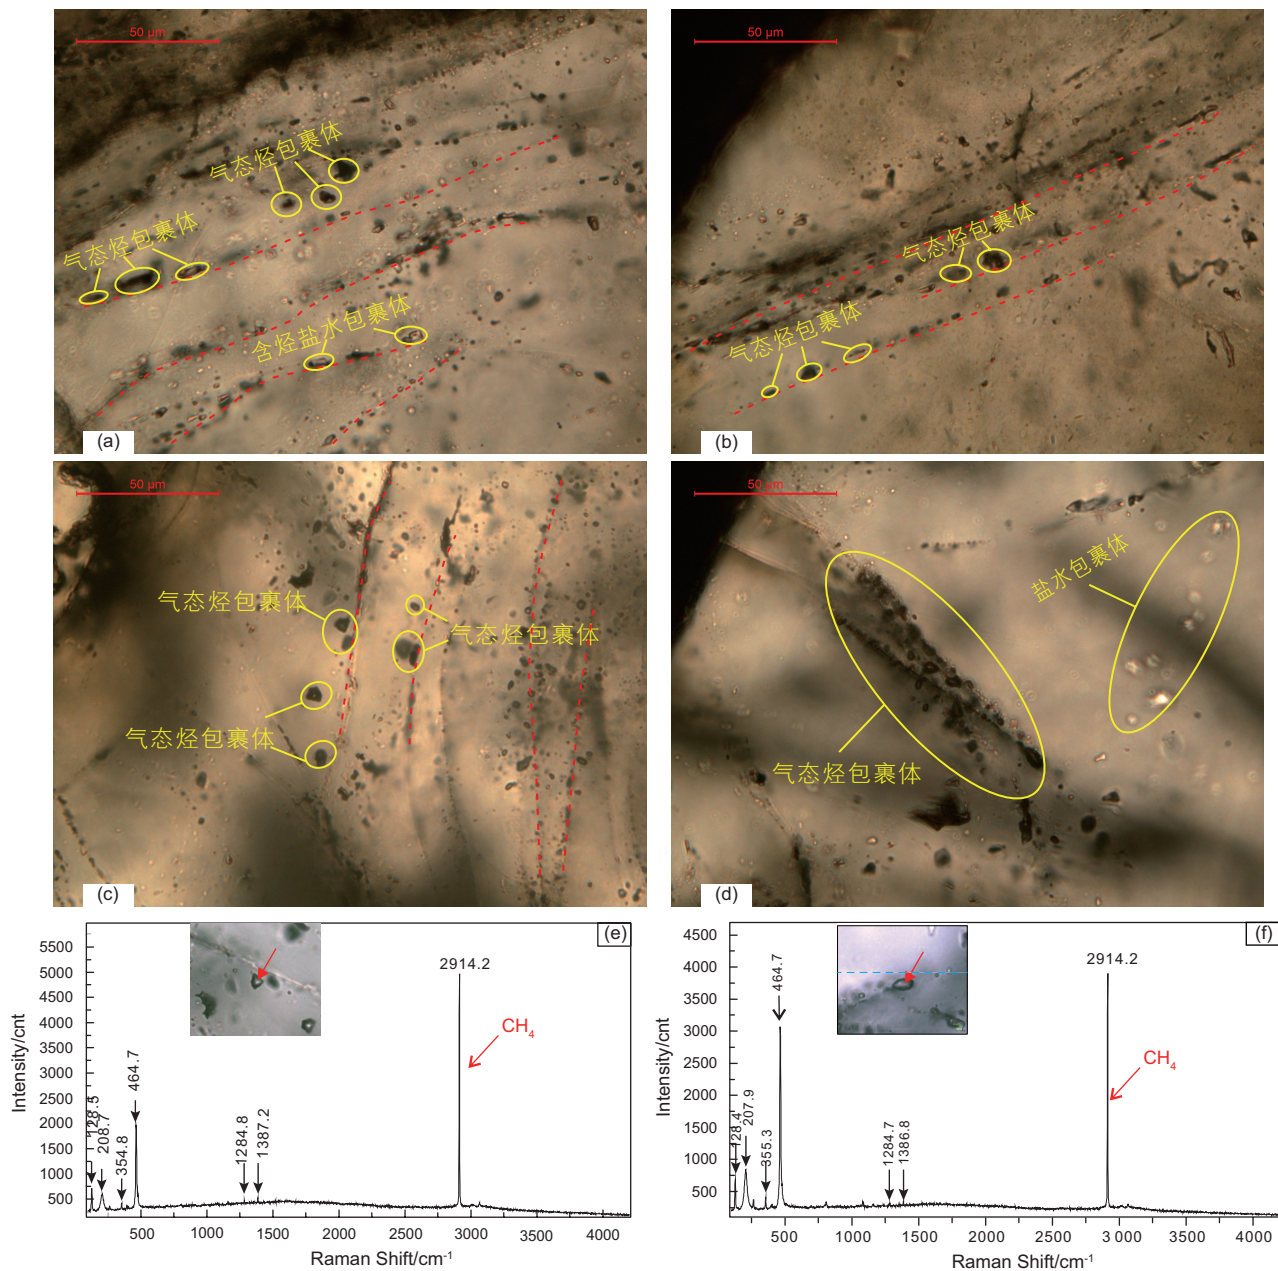 50 μm
气态烃包裹体
气态烃包裹体
含烃盐水包裹体
(a)
50 μm
气态烃包裹体
气态烃包裹体
(b)
50 μm
气态烃包裹体
气态烃包裹体
气态烃包裹体
(c)
50 μm
盐水包裹体
气态烃包裹体
(d)
(e)
Intensity/cnt
5500
5000
4500
4000
3500
3000
2500
2000
1500
1000
500
128.5
208.7
354.8
464.7
1284.8
1387.2
2914.2
CH4
500 1000 1500 2000 2500 3000 3500 4000
Raman Shift/cm-1
(f)
Intensity/cnt
4500
4000
3500
3000
2500
2000
1500
1000
500
128.4
207.9
355.3
464.7
1284.7
1386.8
2914.2
CH4
500 1000 1500 2000 2500 3000 3500 4000
Raman Shift/cm-1